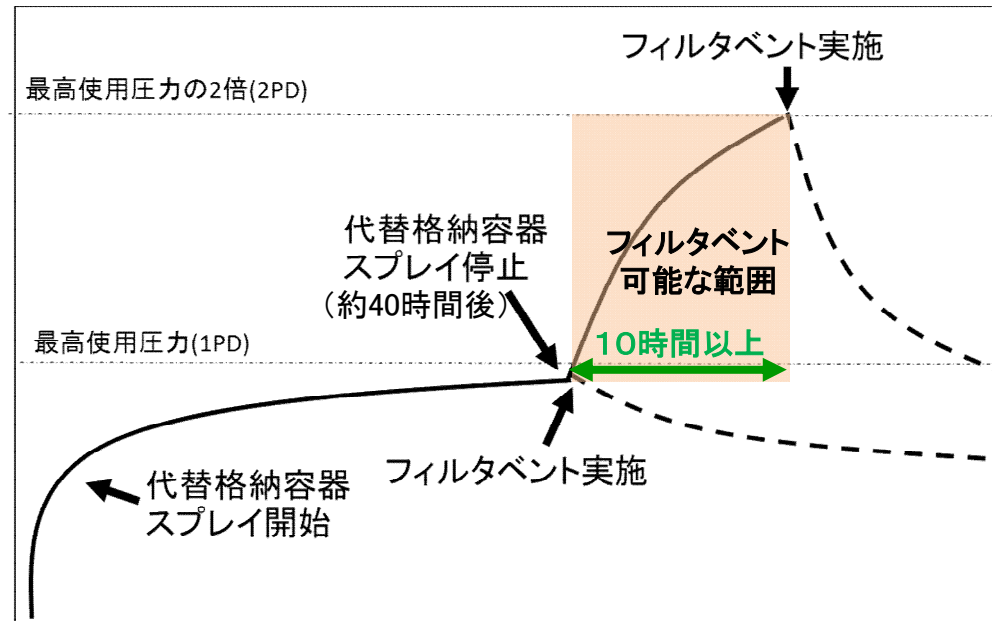 フィルタベント実施
最高使用圧力の2倍(2PD)
代替格納容器
スプレイ停止
（約40時間後）
フィルタベント
可能な範囲
最高使用圧力(1PD)
１０時間以上
フィルタベント実施
代替格納容器
スプレイ開始